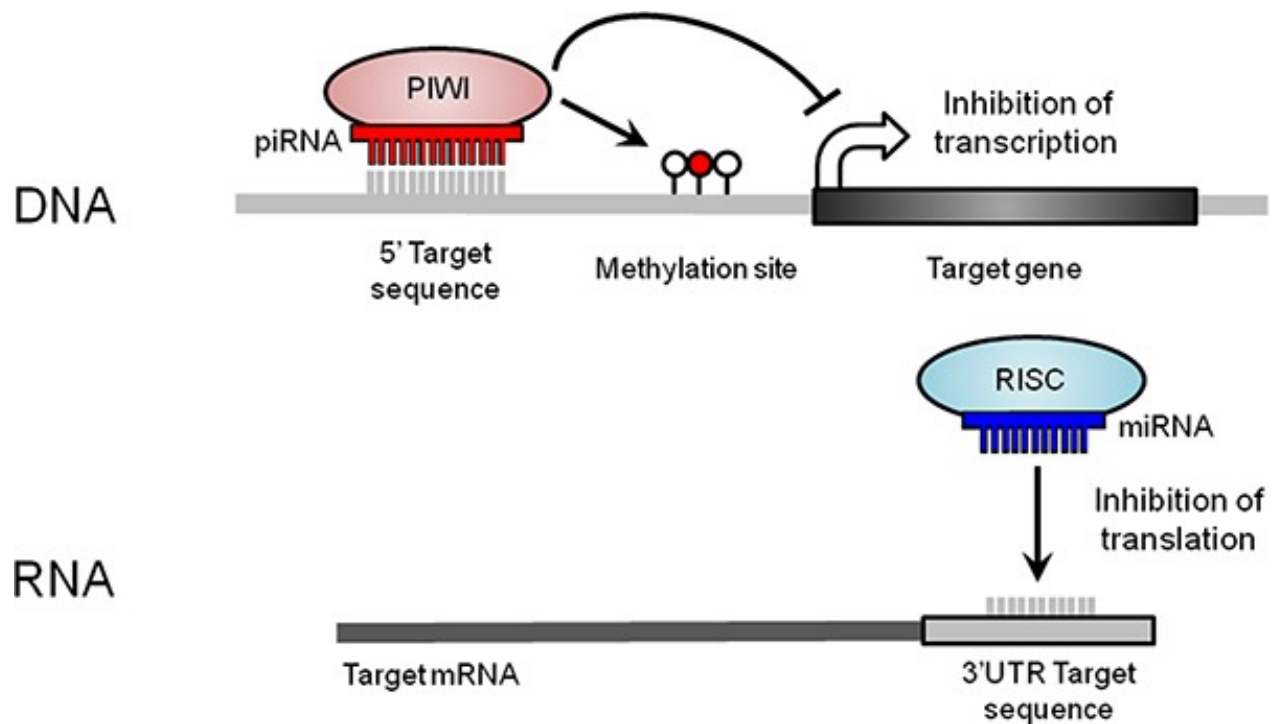 PIWI
Inhibition of
transcription
piRNA
DNA
5’ Target
sequence
Methylation site
Target gene
RISC
miRNA
Inhibition of
translation
RNA
Target mRNA
3’UTR Target
sequence